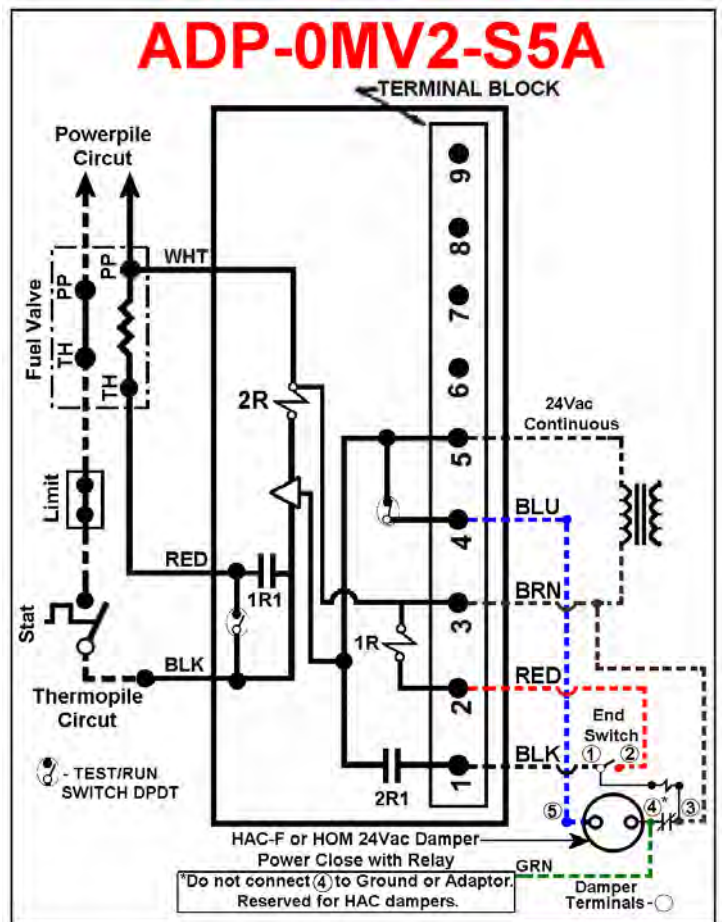 ADP-0MV2-S5A
TERMINAL BLOCK
Powerpile
Circut
9
8
7
6
5
4
3
2
1
WHT
Fuel Valve
PP
PP
TH
TH
2R
24Vac
Continuous
BLU
Limit
RED
1R1
BRN
1R
Stat
BLK
RED
Thermopile
Circut
End
Switch
① ②
BLK
2R1
- TEST/RUN
SWITCH DPDT
⑤ ④* ③
HAC-F or HOM 24Vac Damper
Power Close with Relay
GRN
*Do not connect ④ to Ground or Adaptor.
Reserved for HAC dampers.
Damper
Terminals -